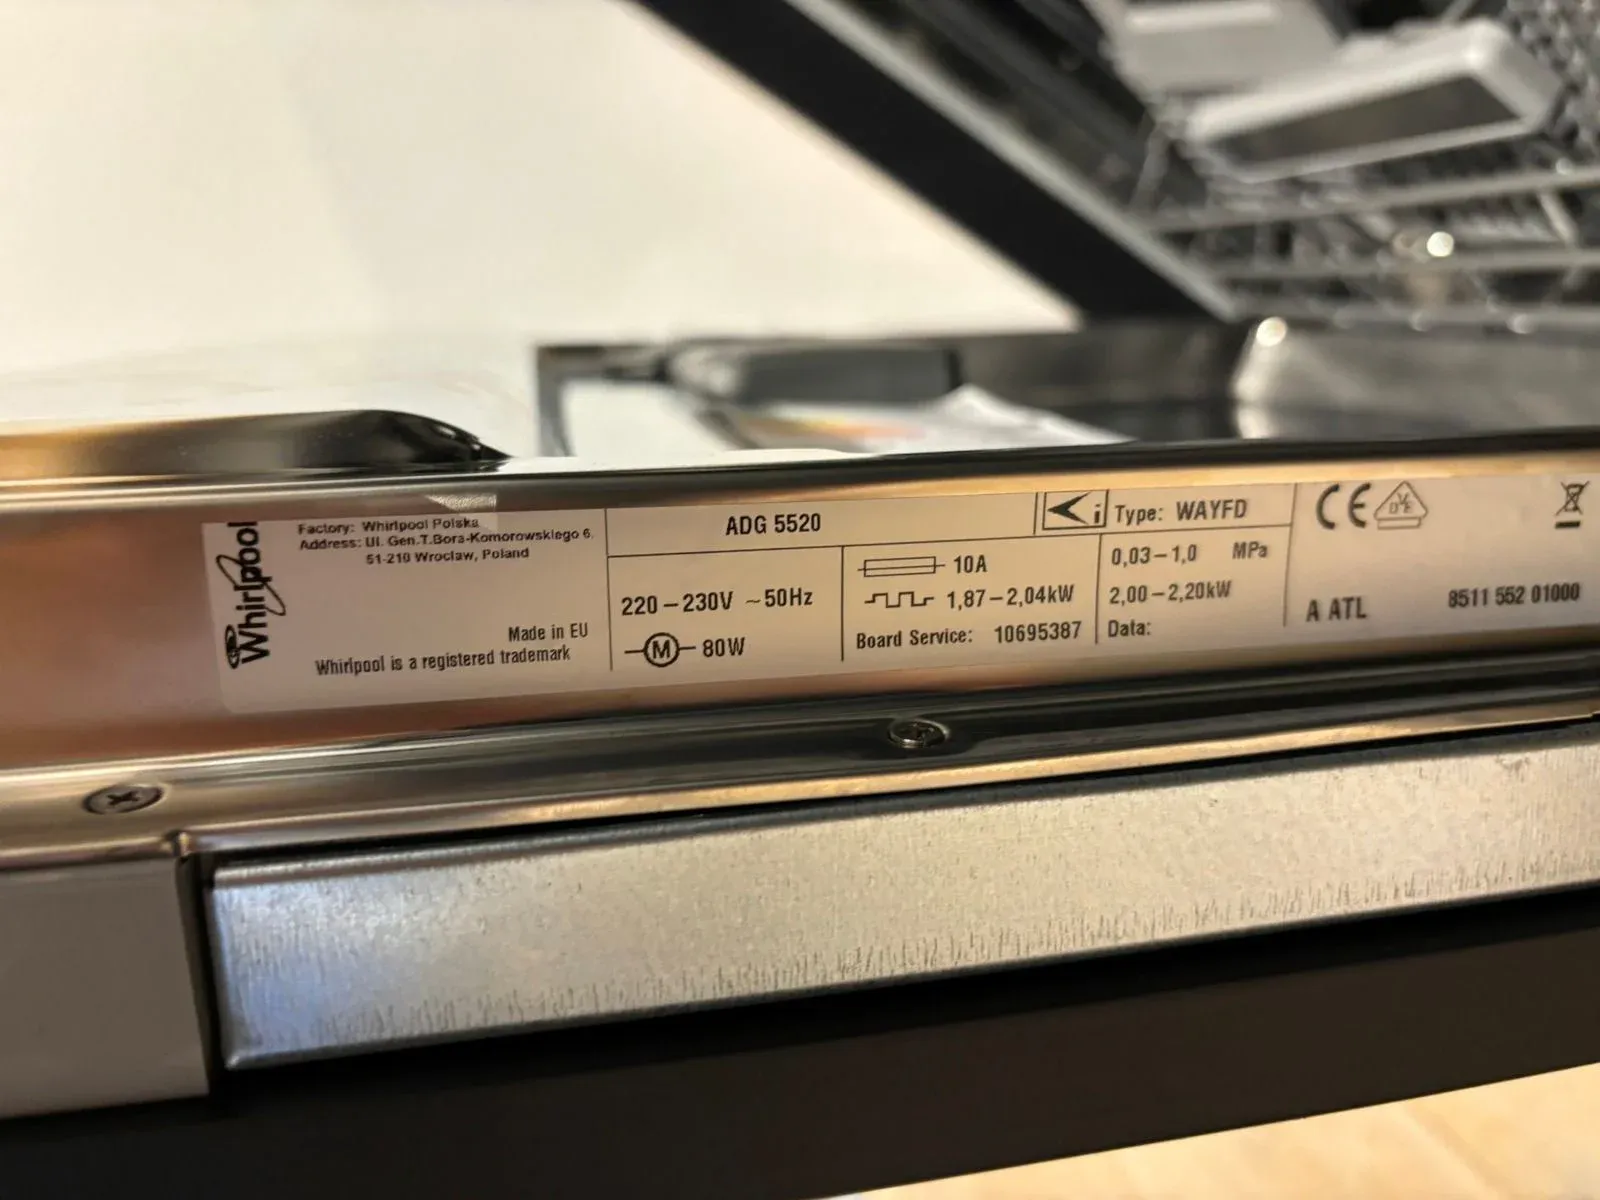 Whirlpool
Factory: Whirlpool Polska
Address: Ul. Gen.T.Bora-Komorowskiego 6.
51-210 Wroclaw, Poland
Made in EU
Whirlpool is a registered trademark
ADG 5520
220–230V ~50Hz
M 80W
10A
1,87–2,04kW
Board Service: 10695387
i Type: WAYFD
0,03–1,0 MPa
2,00–2,20kW
Data:
CE DVE
A ATL 8511 552 01000